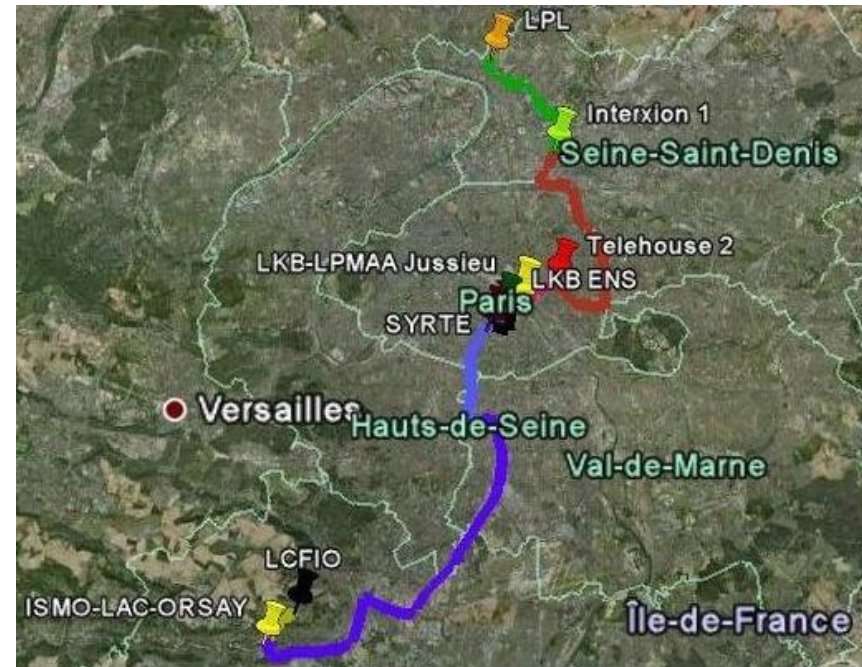 LPL
Interxion 1
Seine-Saint-Denis
Telehouse 2
LKB-LPMAA Jussieu
LKB ENS
Paris
SYRTE
Versailles
Hauts-de-Seine
Val-de-Marne
LCFIO
ISMO-LAC-ORSAY
Île-de-France